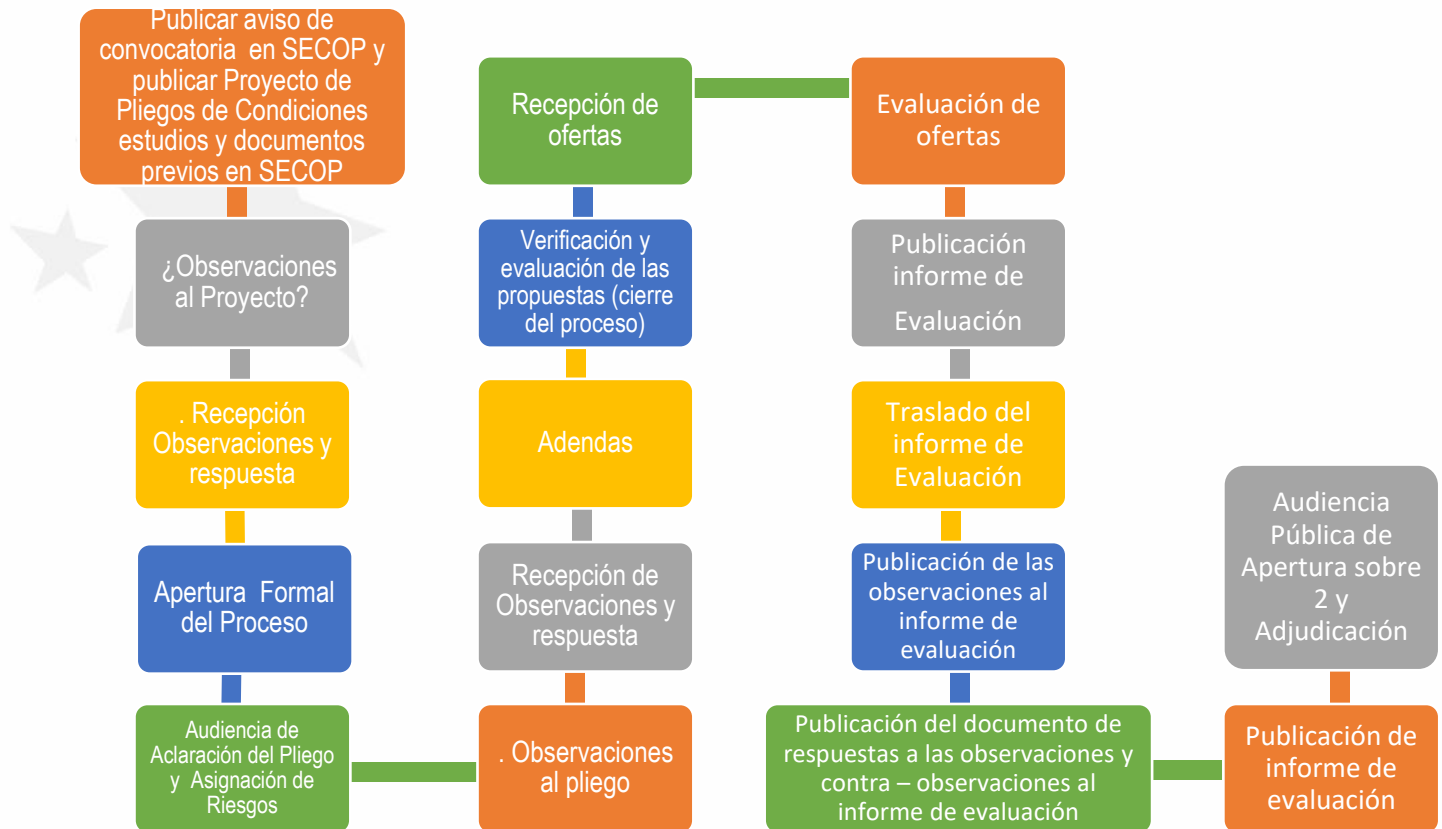 Publicar aviso de
convocatoria en SECOP y
publicar Proyecto de
Pliegos de Condiciones
estudios y documentos
previos en SECOP
¿Observaciones
al Proyecto?
. Recepción
Observaciones y
respuesta
Apertura Formal
del Proceso
Audiencia de
Aclaración del Pliego
y Asignación de
Riesgos
. Observaciones
al pliego
Recepción de
Observaciones y
respuesta
Adendas
Verificación y
evaluación de las
propuestas (cierre
del proceso)
Recepción de
ofertas
Evaluación de
ofertas
Publicación
informe de
Evaluación
Traslado del
informe de
Evaluación
Publicación de las
observaciones al
informe de
evaluación
Publicación del documento de
respuestas a las observaciones y
contra – observaciones al
informe de evaluación
Publicación de
informe de
evaluación
Audiencia
Pública de
Apertura sobre
2 y
Adjudicación